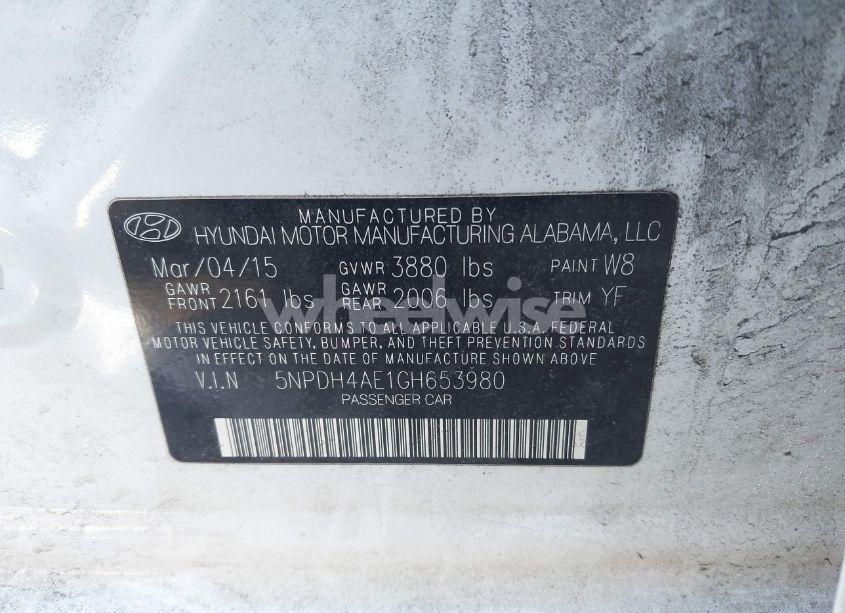 MANUFACTURED BY
HYUNDAI MOTOR MANUFACTURING ALABAMA, LLC
Mar/04/15 GVWR 3880 lbs PAINT W8
GAWR FRONT 2161 lbs GAWR REAR 2006 lbs TRIM YF
THIS VEHICLE CONFORMS TO ALL APPLICABLE U.S.A. FEDERAL
MOTOR VEHICLE SAFETY, BUMPER, AND THEFT PREVENTION STANDARDS
IN EFFECT ON THE DATE OF MANUFACTURE SHOWN ABOVE
V.I.N 5NPDH4AE1GH653980
PASSENGER CAR
wheelwise